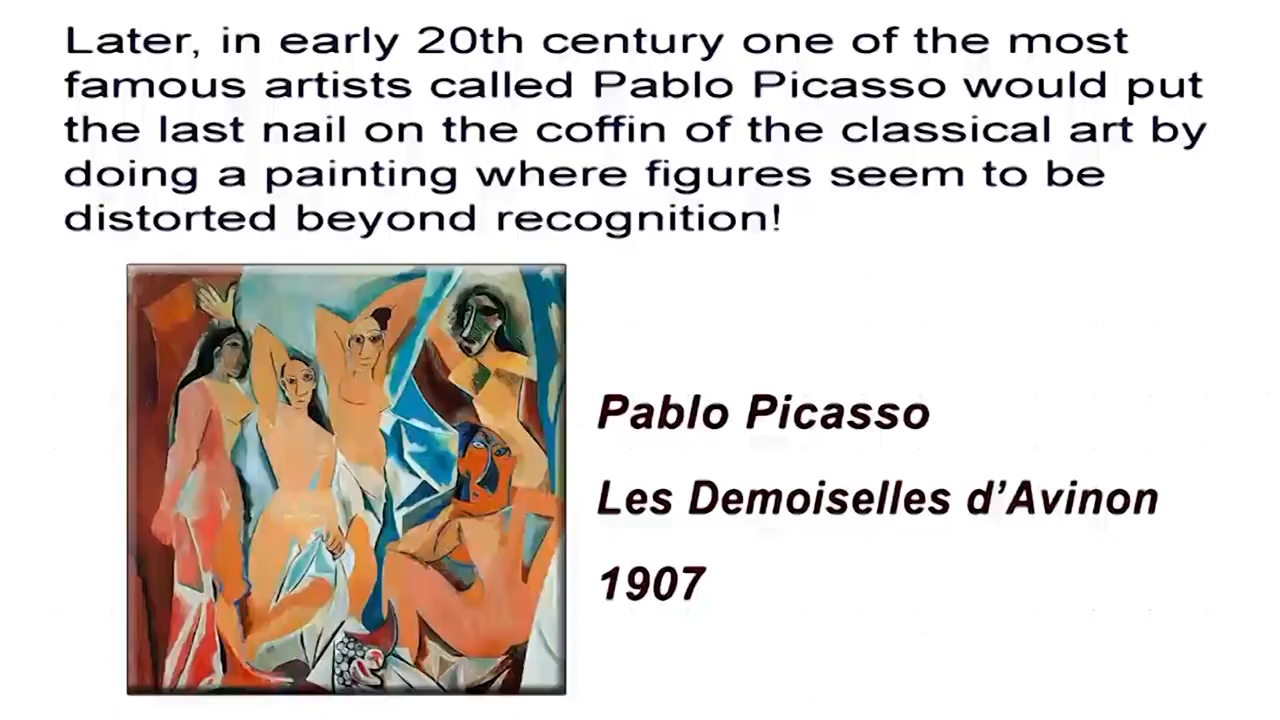 Later, in early 20th century one of the most
famous artists called Pablo Picasso would put
the last nail on the coffin of the classical art by
doing a painting where figures seem to be
distorted beyond recognition!
Pablo Picasso
Les Demoiselles d’Avinon
1907